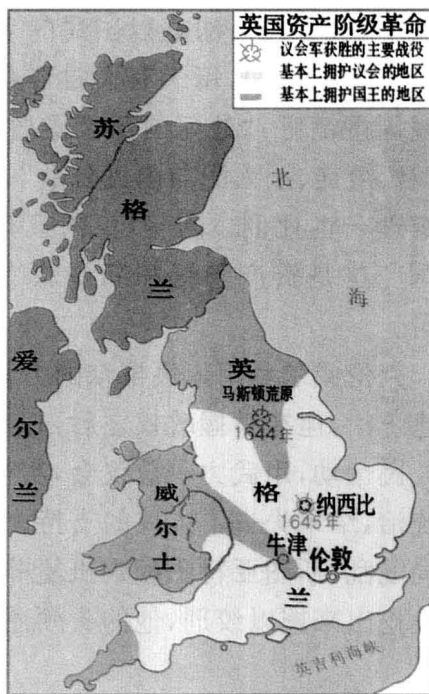 英国资产阶级革命
议会军获胜的主要战役
基本上拥护议会的地区
基本上拥护国王的地区
苏格兰
北海
爱尔兰
英格兰
马斯顿荒原
1644年
威尔士
纳西比
1645年
牛津
伦敦
英吉利海峡